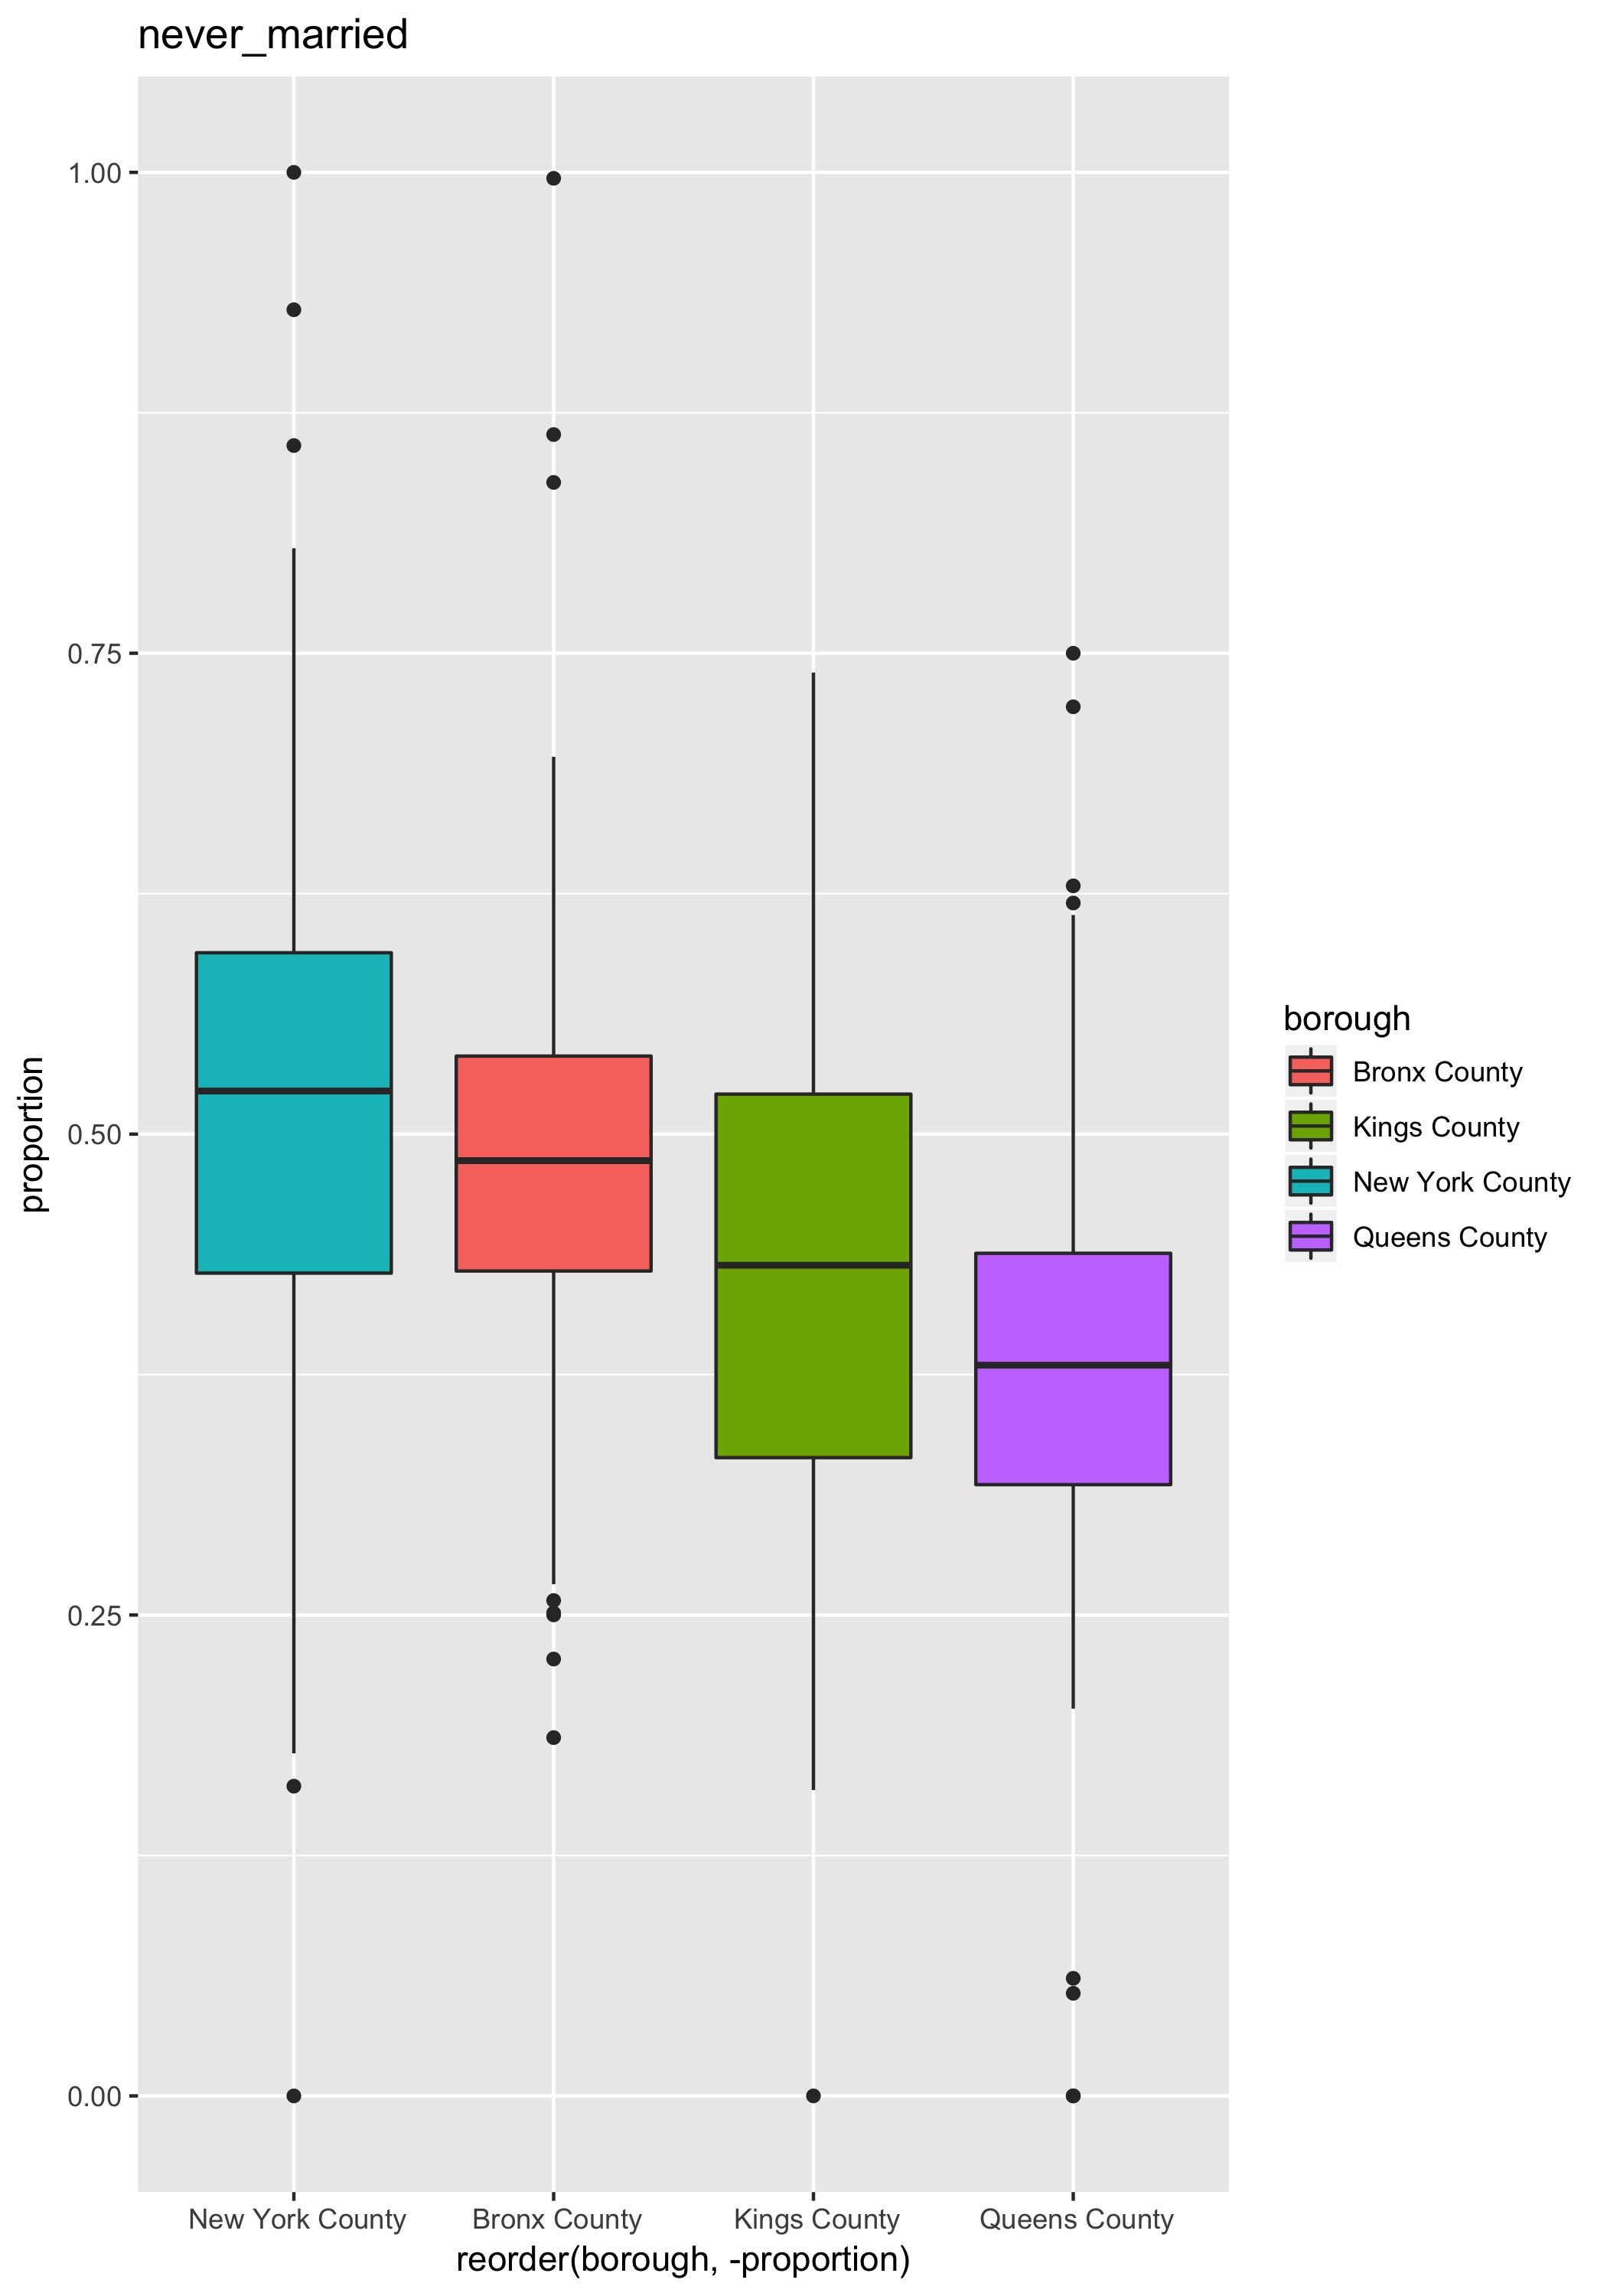 never_married
1.00
0.75
0.50
0.25
0.00
proportion
New York County
Bronx County
Kings County
Queens County
reorder(borough, -proportion)
borough
Bronx County
Kings County
New York County
Queens County